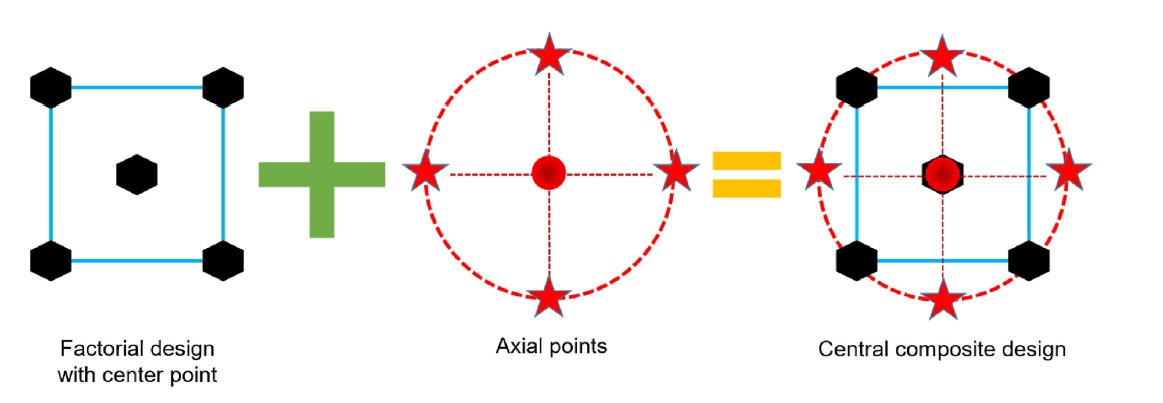 Factorial design
with center point
Axial points
Central composite design